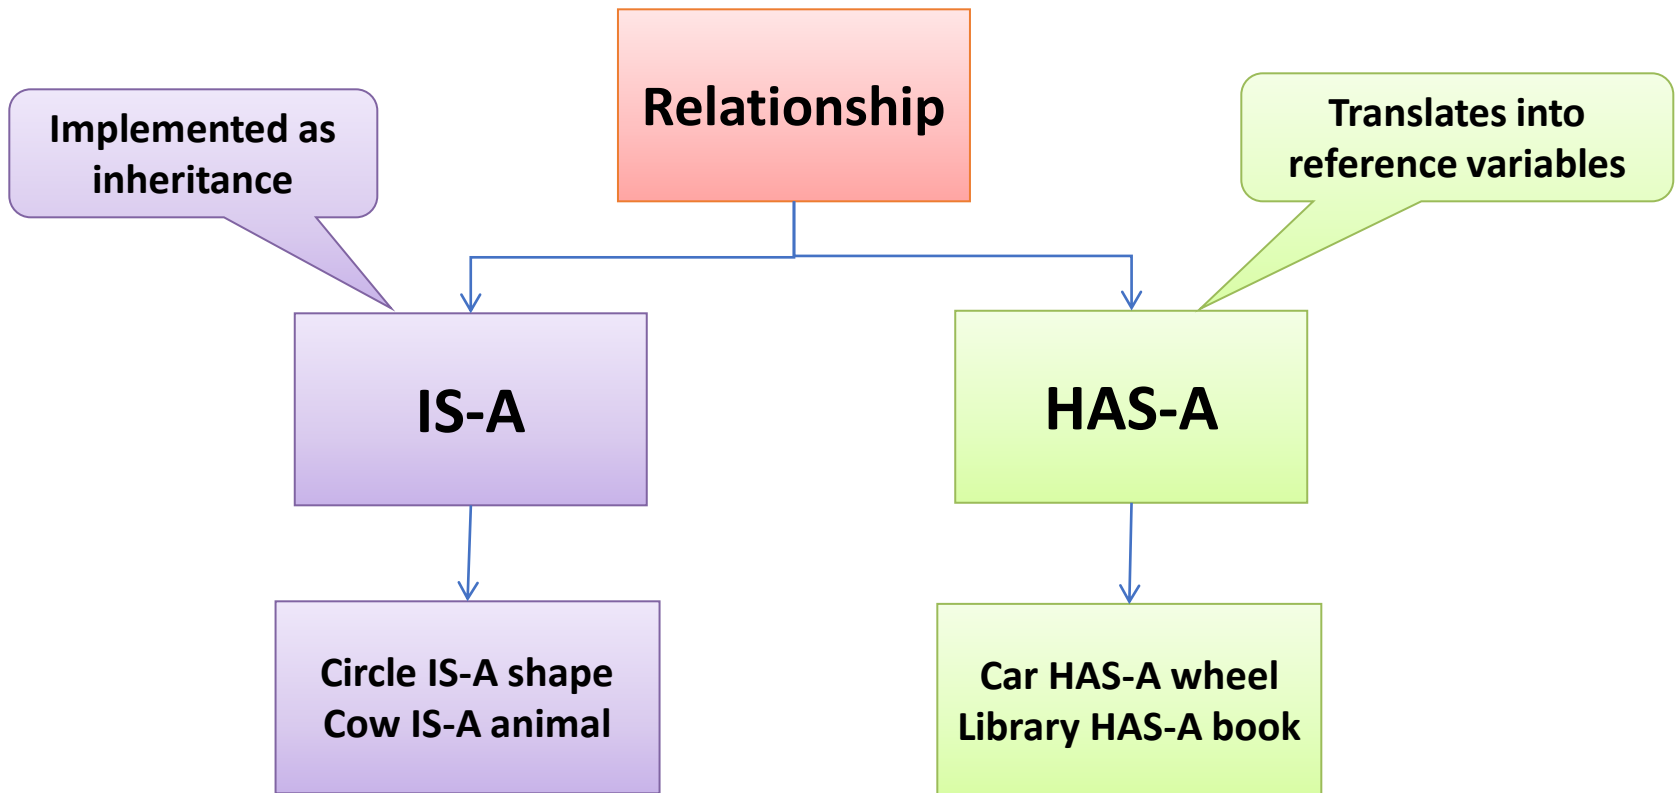 Relationship
Implemented as
inheritance
Translates into
reference variables
IS-A
HAS-A
Circle IS-A shape
Cow IS-A animal
Car HAS-A wheel
Library HAS-A book